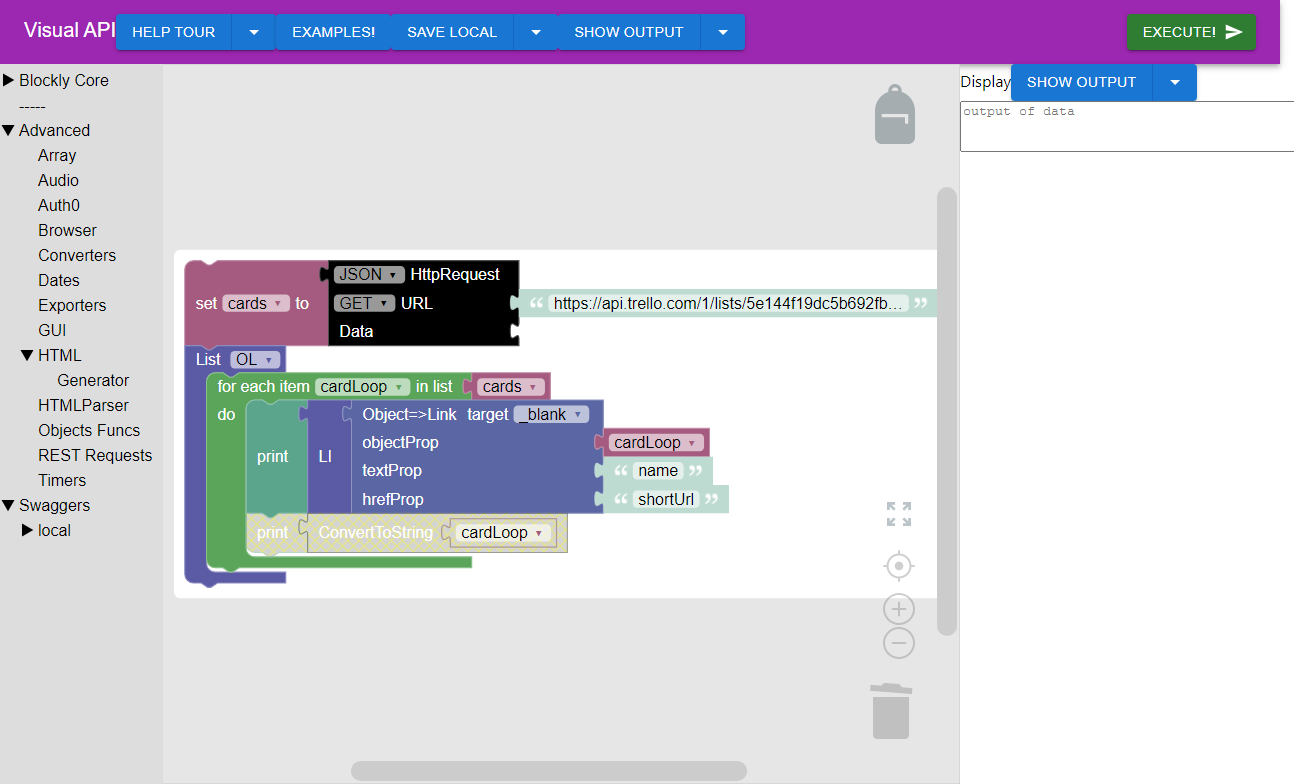 Visual API HELP TOUR EXAMPLES! SAVE LOCAL SHOW OUTPUT EXECUTE!
Blockly Core
-----
Advanced
Array
Audio
Auth0
Browser
Converters
Dates
Exporters
GUI
HTML
Generator
HTMLParser
Objects Funcs
REST Requests
Timers
Swaggers
local
set cards to
JSON HttpRequest
GET URL “ https://api.trello.com/1/lists/5e144f19dc5b692fb... ”
Data
List OL
for each item cardLoop in list cards
do
print LI
Object=>Link target _blank
objectProp cardLoop
textProp “ name ”
hrefProp “ shortUrl ”
print ConvertToString cardLoop
Display SHOW OUTPUT
output of data